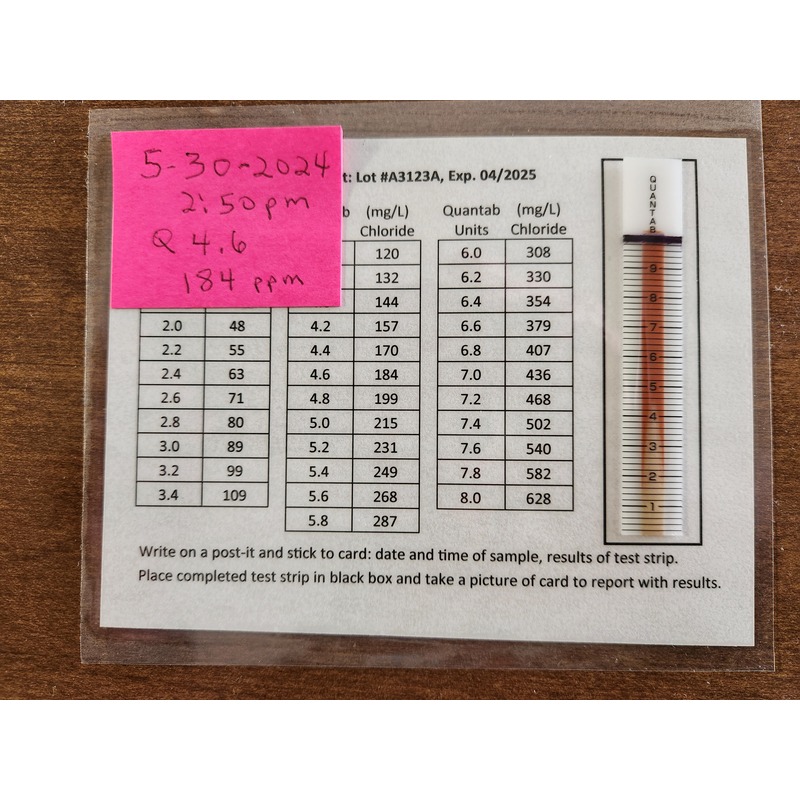 5-30-2024
2:50pm
Q 4.6
184 ppm
t: Lot #A3123A, Exp. 04/2025
b (mg/L) Quantab (mg/L)
Chloride Units Chloride
120 6.0 308
132 6.2 330
144 6.4 354
2.0 48 4.2 157 6.6 379
2.2 55 4.4 170 6.8 407
2.4 63 4.6 184 7.0 436
2.6 71 4.8 199 7.2 468
2.8 80 5.0 215 7.4 502
3.0 89 5.2 231 7.6 540
3.2 99 5.4 249 7.8 582
3.4 109 5.6 268 8.0 628
5.8 287
QUANTAB
9
8
7
6
5
4
3
2
1
Write on a post-it and stick to card: date and time of sample, results of test strip.
Place completed test strip in black box and take a picture of card to report with results.